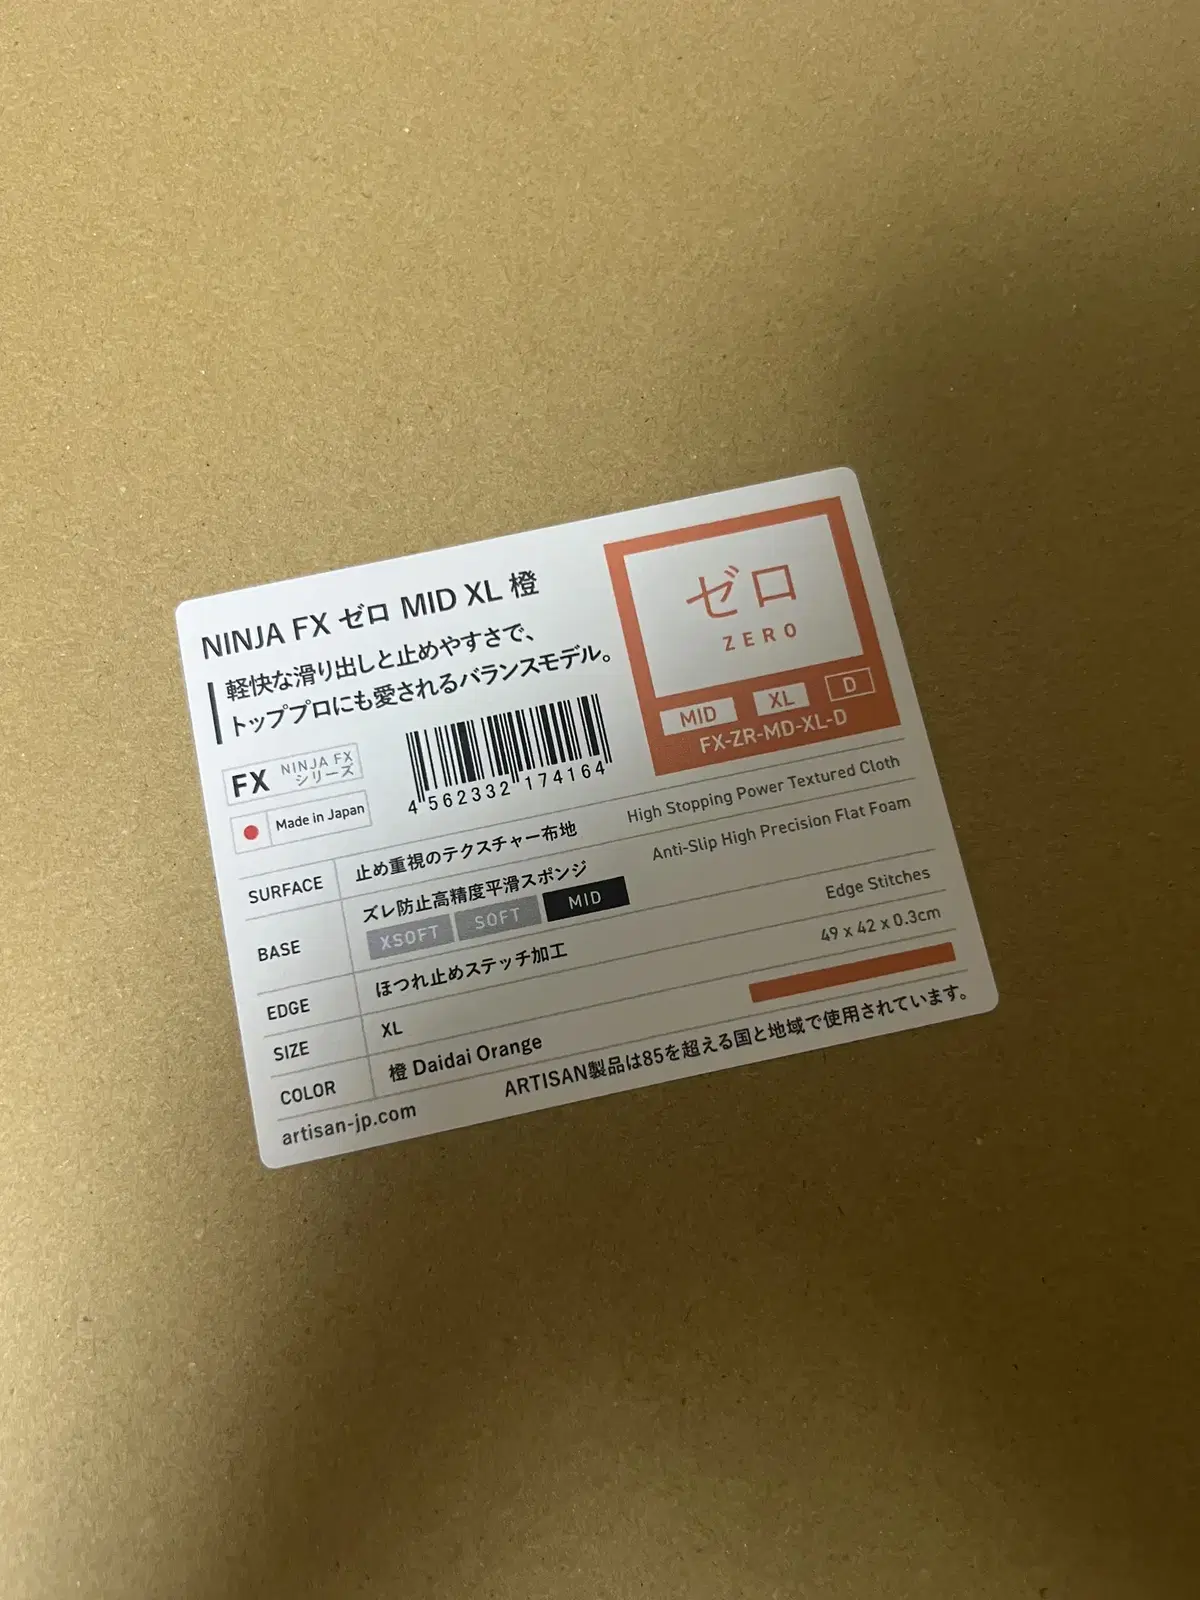 NINJA FX ゼロ MID XL 橙
軽快な滑り出しと止めやすさで、
トッププロにも愛されるバランスモデル。
ゼロ
ZERO
MID XL D
FX-ZR-MD-XL-D
FX NINJA FX
シリーズ
Made in Japan
4 562332 174164
SURFACE 止め重視のテクスチャー布地 High Stopping Power Textured Cloth
BASE ズレ防止高精度平滑スポンジ Anti-Slip High Precision Flat Foam
XSOFT SOFT MID
EDGE ほつれ止めステッチ加工 Edge Stitches
SIZE XL 49 x 42 x 0.3cm
COLOR 橙 Daidai Orange
artisan-jp.com ARTISAN製品は85を超える国と地域で使用されています。